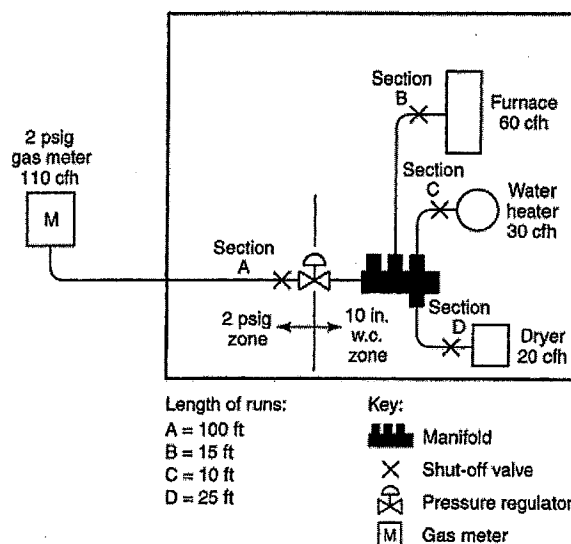 2 psig
gas meter
110 cfh
M
Section
A
2 psig
zone
10 in.
w.c.
zone
Section
B
Furnace
60 cfh
Section
C
Water
heater
30 cfh
Section
D
Dryer
20 cfh
Length of runs:
A = 100 ft
B = 15 ft
C = 10 ft
D = 25 ft
Key:
Manifold
Shut-off valve
Pressure regulator
M Gas meter